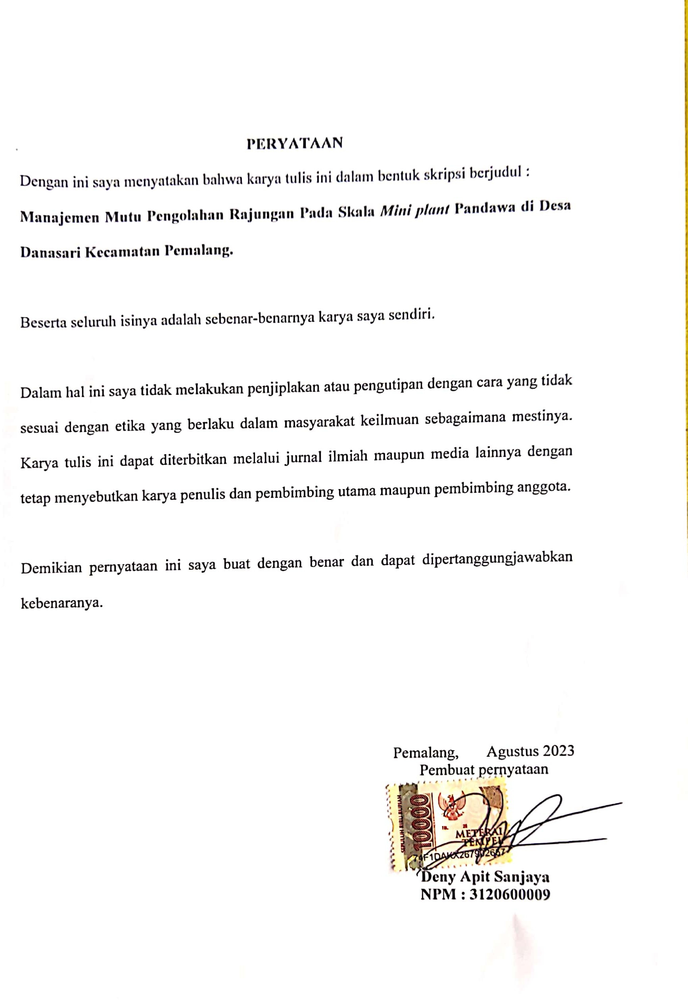 PERYATAAN
Dengan ini saya menyatakan bahwa karya tulis ini dalam bentuk skripsi berjudul :
Manajemen Mutu Pengolahan Rajungan Pada Skala Mini plant Pandawa di Desa
Danasari Kecamatan Pemalang.
Beserta seluruh isinya adalah sebenar-benarnya karya saya sendiri.
Dalam hal ini saya tidak melakukan penjiplakan atau pengutipan dengan cara yang tidak
sesuai dengan etika yang berlaku dalam masyarakat keilmuan sebagaimana mestinya.
Karya tulis ini dapat diterbitkan melalui jurnal ilmiah maupun media lainnya dengan
tetap menyebutkan karya penulis dan pembimbing utama maupun pembimbing anggota.
Demikian pernyataan ini saya buat dengan benar dan dapat dipertanggungjawabkan
kebenaranya.
Pemalang, Agustus 2023
Pembuat pernyataan
SEPULUH RIBU RUPIAH
10000
TGL. 20
METERAI
TEMPEL
Deny Apit Sanjaya
NPM : 3120600009